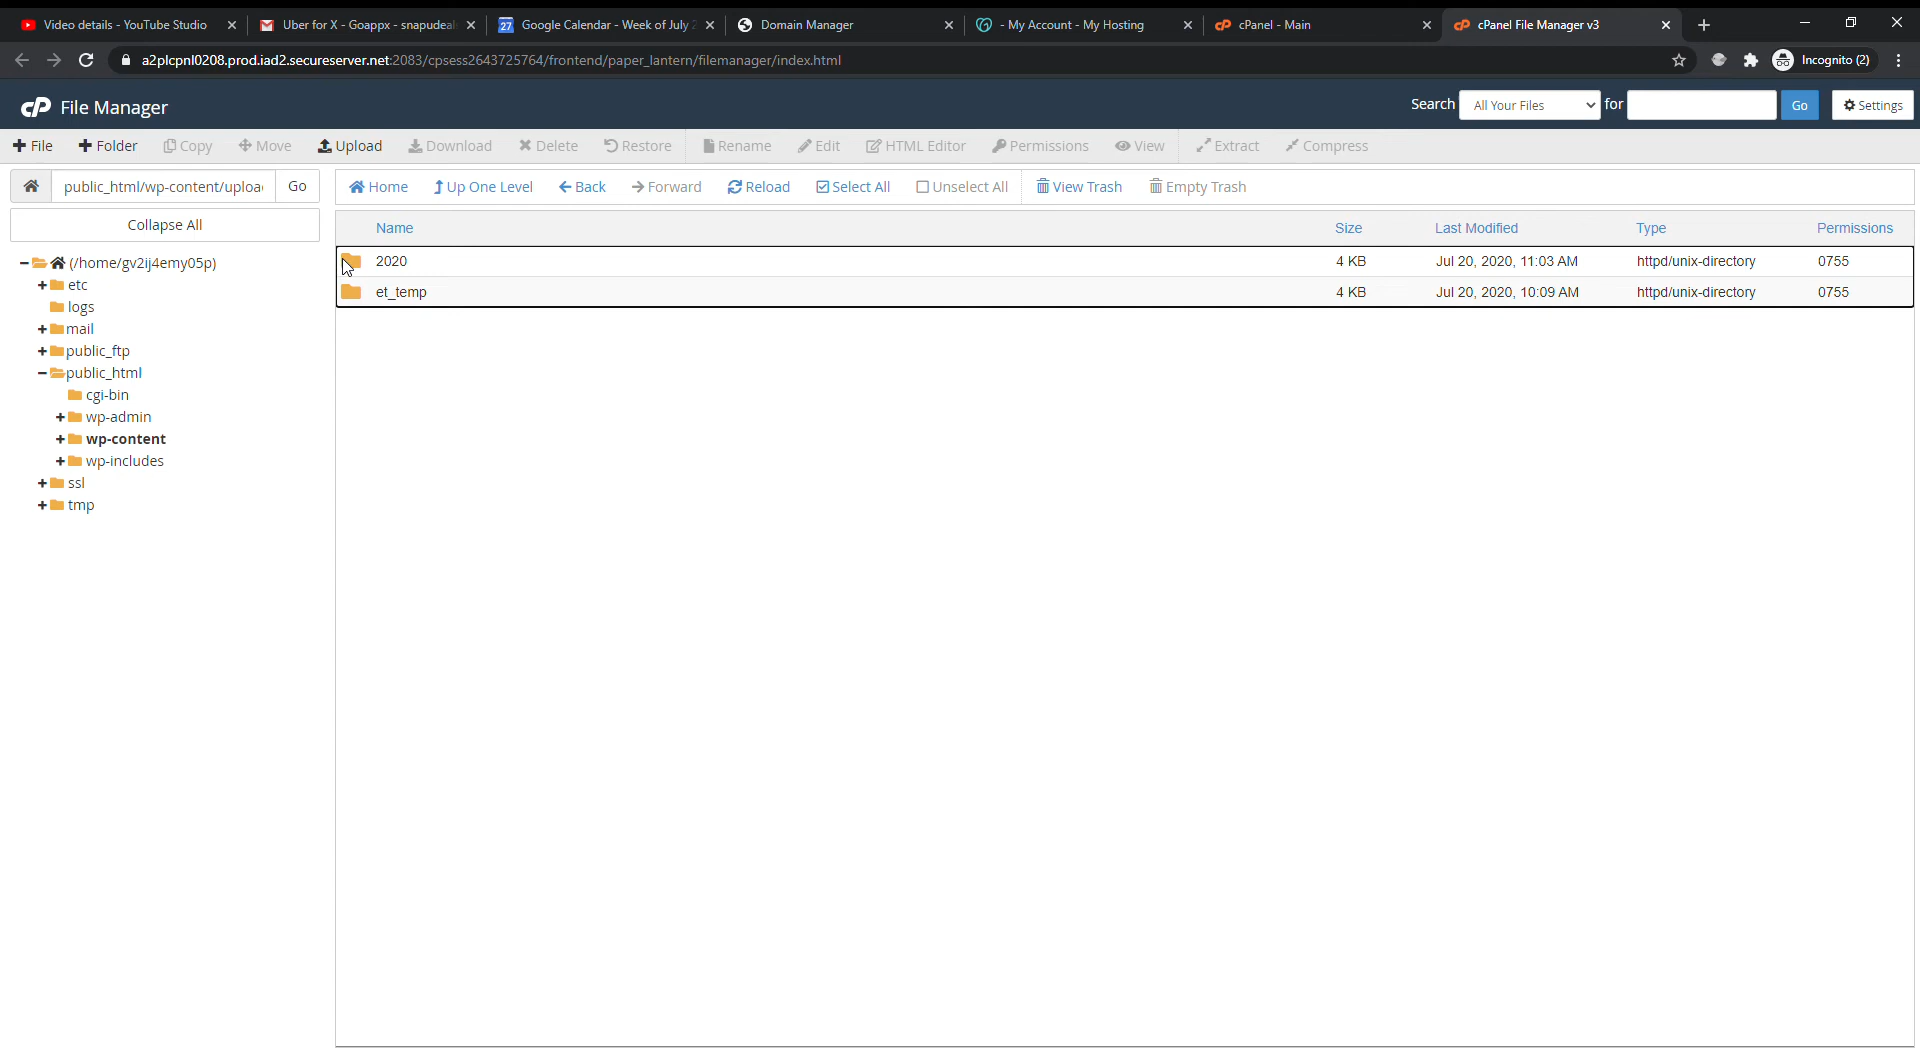 Video details - YouTube Studio
Uber for X - Goappx - snapudeal
Google Calendar - Week of July 2
Domain Manager
- My Account - My Hosting
cPanel - Main
cPanel File Manager v3
a2plcpnl0208.prod.iad2.secureserver.net:2083/cpsess2643725764/frontend/paper_lantern/filemanager/index.html
Incognito (2)
cP File Manager
Search All Your Files for Go Settings
File Folder Copy Move Upload Download Delete Restore Rename Edit HTML Editor Permissions View Extract Compress
public_html/wp-content/uploa Go
Home Up One Level Back Forward Reload Select All Unselect All View Trash Empty Trash
Collapse All
Name Size Last Modified Type Permissions
2020 4 KB Jul 20, 2020, 11:03 AM httpd/unix-directory 0755
et_temp 4 KB Jul 20, 2020, 10:09 AM httpd/unix-directory 0755
(/home/gv2ij4emy05p)
etc
logs
mail
public_ftp
public_html
cgi-bin
wp-admin
wp-content
wp-includes
ssl
tmp